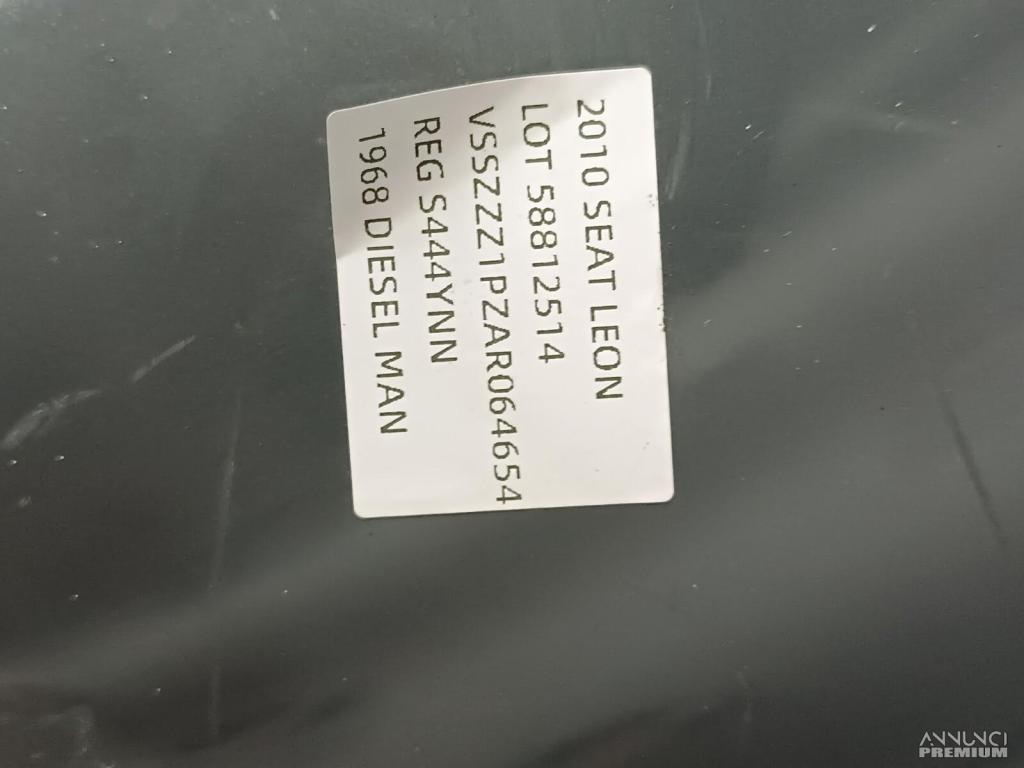 2010 SEAT LEON
LOT 58812514
VSSZZZ1PZAR064654
REG S444YNN
1968 DIESEL MAN
ANNUNCI
PREMIUM